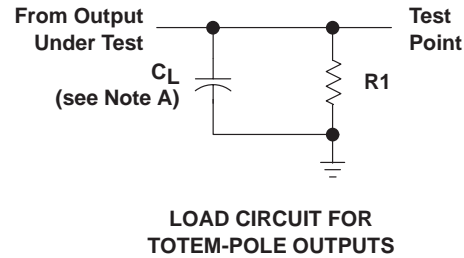 From Output
Under Test
Test
Point
CL
(see Note A)
R1
LOAD CIRCUIT FOR
TOTEM-POLE OUTPUTS